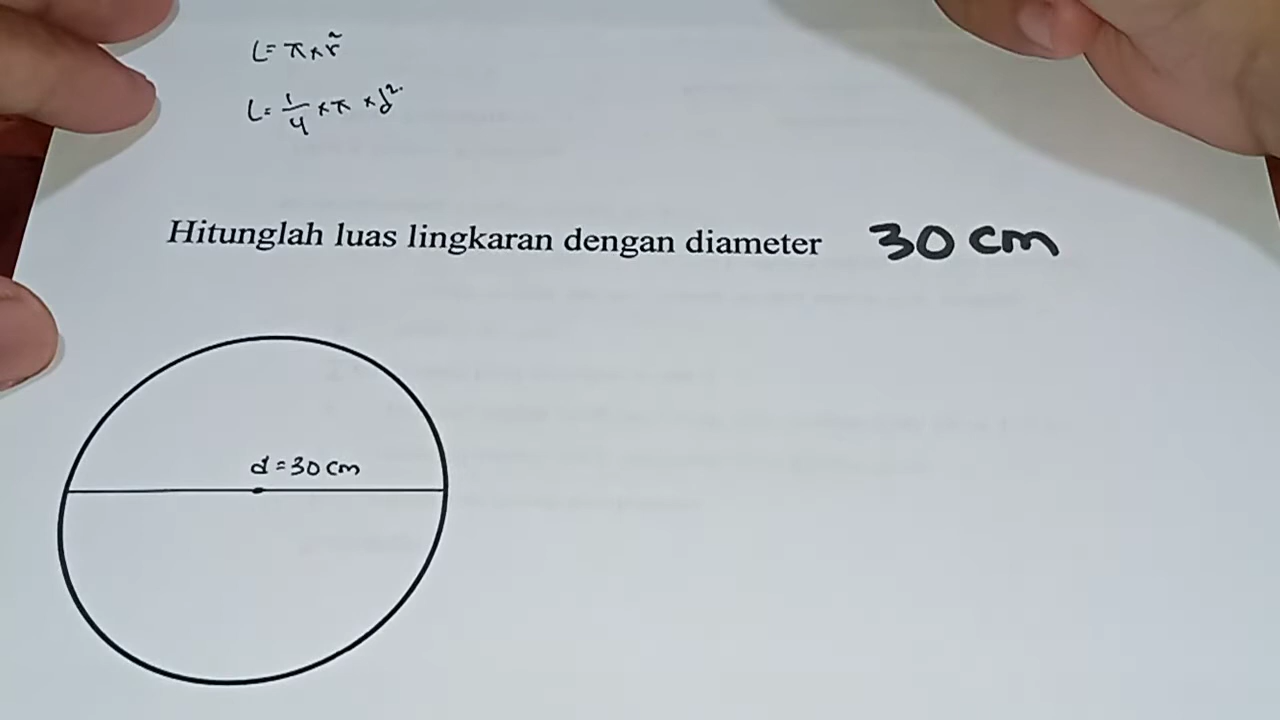 L = π × r²
L = 1/4 × π × d²
Hitunglah luas lingkaran dengan diameter 30 cm
d = 30 cm